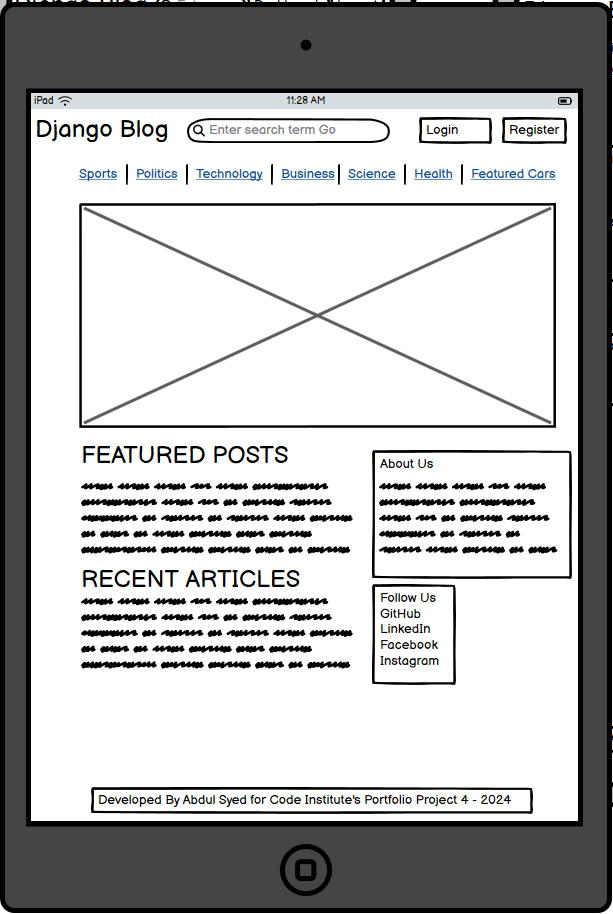 iPad 11:28 AM
Django Blog Enter search term Go Login Register
Sports Politics Technology Business Science Health Featured Cars
FEATURED POSTS
RECENT ARTICLES
About Us
Follow Us
GitHub
LinkedIn
Facebook
Instagram
Developed By Abdul Syed for Code Institute's Portfolio Project 4 - 2024